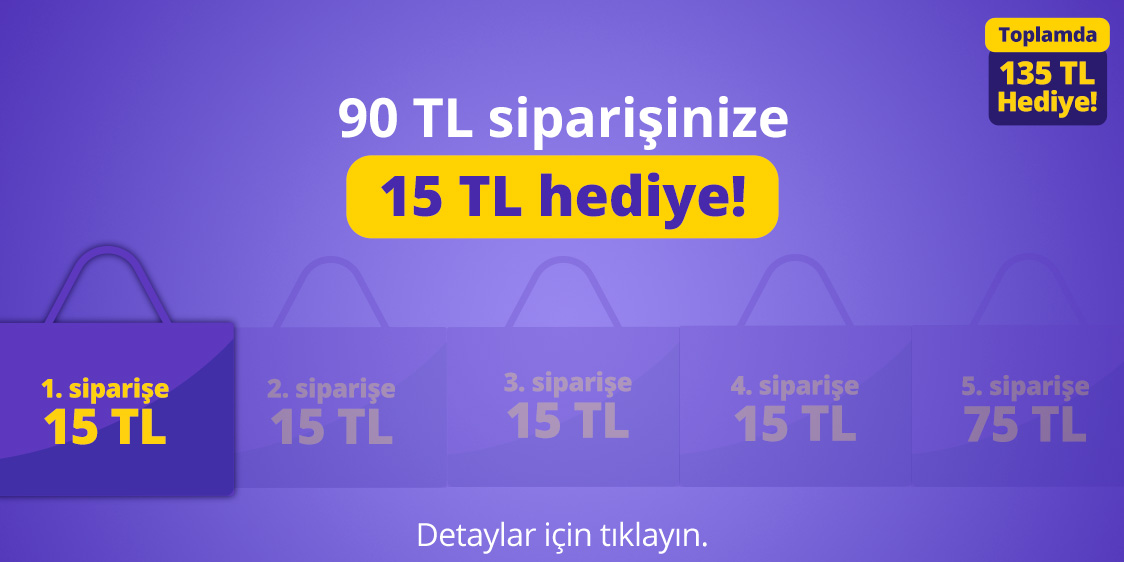 Toplamda
135 TL
Hediye!
90 TL siparişinize
15 TL hediye!
1. siparişe
15 TL
2. siparişe
15 TL
3. siparişe
15 TL
4. siparişe
15 TL
5. siparişe
75 TL
Detaylar için tıklayın.